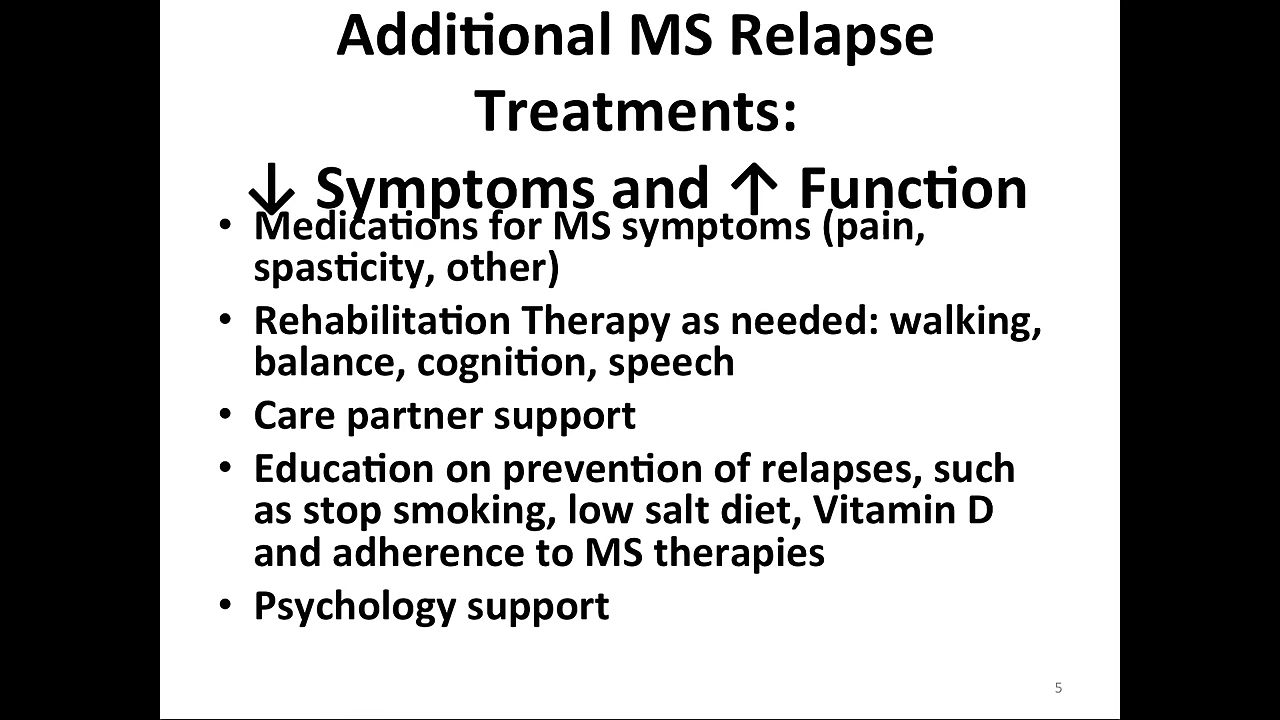 Additional MS Relapse
Treatments:
↓ Symptoms and ↑ Function
• Medications for MS symptoms (pain,
spasticity, other)
• Rehabilitation Therapy as needed: walking,
balance, cognition, speech
• Care partner support
• Education on prevention of relapses, such
as stop smoking, low salt diet, Vitamin D
and adherence to MS therapies
• Psychology support
5